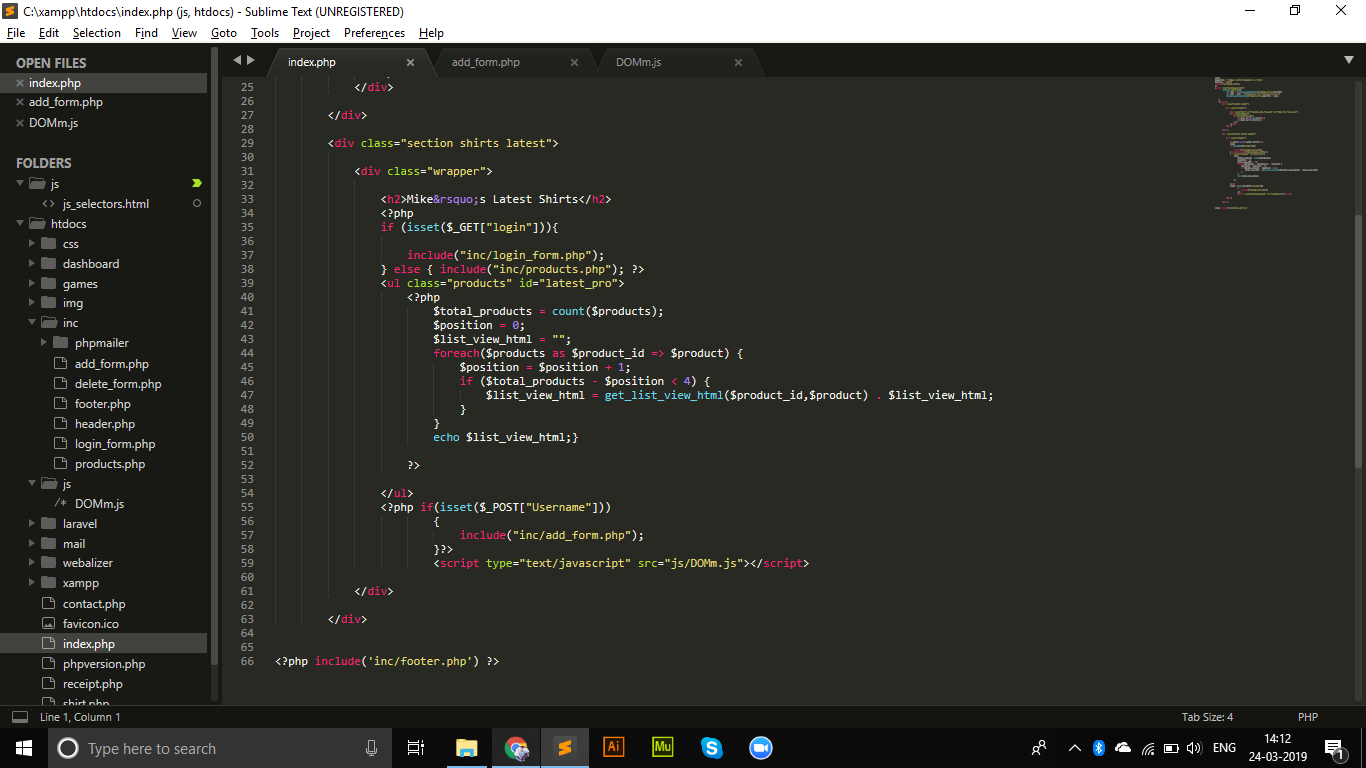 C:\xampp\htdocs\index.php (js, htdocs) - Sublime Text (UNREGISTERED)
File Edit Selection Find View Goto Tools Project Preferences Help
OPEN FILES
index.php
add_form.php
DOMm.js
FOLDERS
js
js_selectors.html
htdocs
css
dashboard
games
img
inc
phpmailer
add_form.php
delete_form.php
footer.php
header.php
login_form.php
products.php
js
/* DOMm.js
laravel
mail
webalizer
xampp
contact.php
favicon.ico
index.php
phpversion.php
receipt.php
shirt.php
index.php add_form.php DOMm.js
25 </div>
26
27 </div>
28
29 <div class="section shirts latest">
30
31 <div class="wrapper">
32
33 <h2>Mike&rsquo;s Latest Shirts</h2>
34 <?php
35 if (isset($_GET["login"])){
36
37 include("inc/login_form.php");
38 } else { include("inc/products.php"); ?>
39 <ul class="products" id="latest_pro">
40 <?php
41 $total_products = count($products);
42 $position = 0;
43 $list_view_html = "";
44 foreach($products as $product_id => $product) {
45 $position = $position + 1;
46 if ($total_products - $position < 4) {
47 $list_view_html = get_list_view_html($product_id,$product) . $list_view_html;
48 }
49 }
50 echo $list_view_html;}
51
52 ?>
53
54 </ul>
55 <?php if(isset($_POST["Username"]))
56 {
57 include("inc/add_form.php");
58 }?>
59 <script type="text/javascript" src="js/DOMm.js"></script>
60
61 </div>
62
63 </div>
64
65
66 <?php include('inc/footer.php') ?>
Line 1, Column 1
Tab Size: 4
PHP
Type here to search
Ai
Mu
ENG
14:12
24-03-2019
1